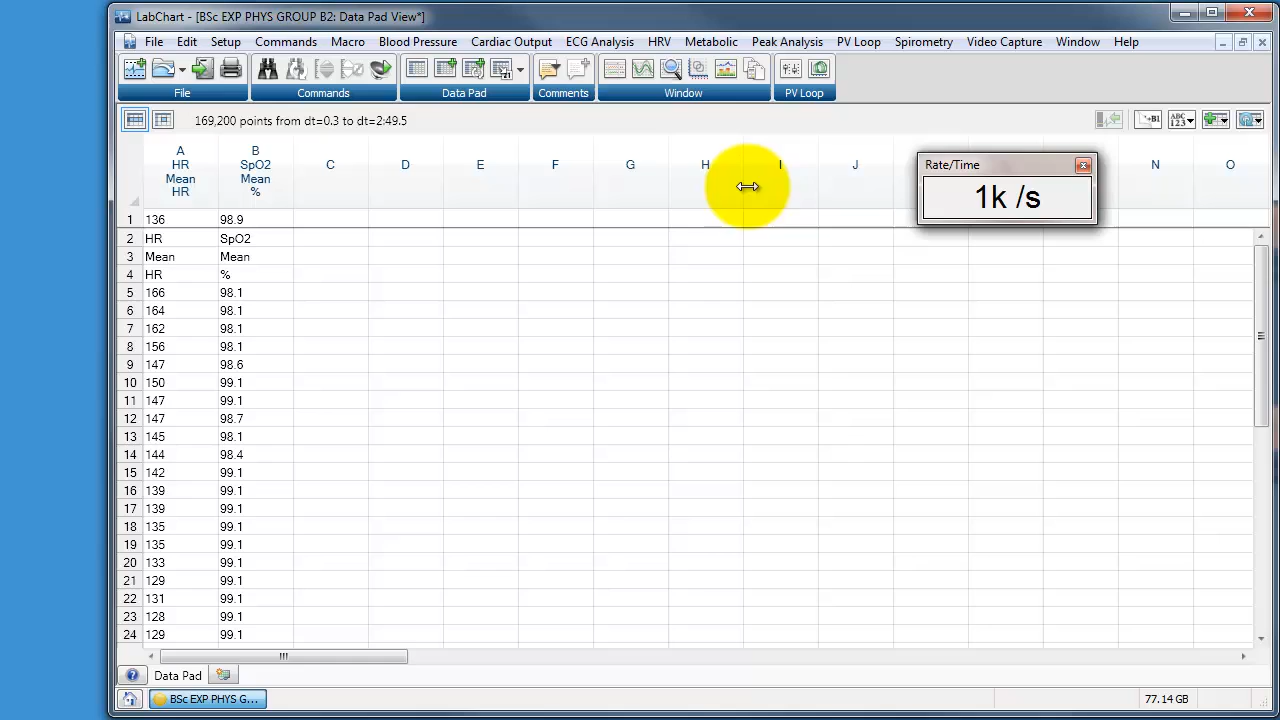 LabChart - [BSc EXP PHYS GROUP B2: Data Pad View*]
File Edit Setup Commands Macro Blood Pressure Cardiac Output ECG Analysis HRV Metabolic Peak Analysis PV Loop Spirometry Video Capture Window Help
File Commands Data Pad Comments Window PV Loop
169,200 points from dt=0.3 to dt=2:49.5
A B C D E F G H I J N O
HR SpO2
Mean Mean
HR %
Rate/Time
1k /s
1 136 98.9
2 HR SpO2
3 Mean Mean
4 HR %
5 166 98.1
6 164 98.1
7 162 98.1
8 156 98.1
9 147 98.6
10 150 99.1
11 147 99.1
12 147 98.7
13 145 98.1
14 144 98.4
15 142 99.1
16 139 99.1
17 139 99.1
18 135 99.1
19 135 99.1
20 133 99.1
21 129 99.1
22 131 99.1
23 128 99.1
24 129 99.1
Data Pad
BSc EXP PHYS G...
77.14 GB